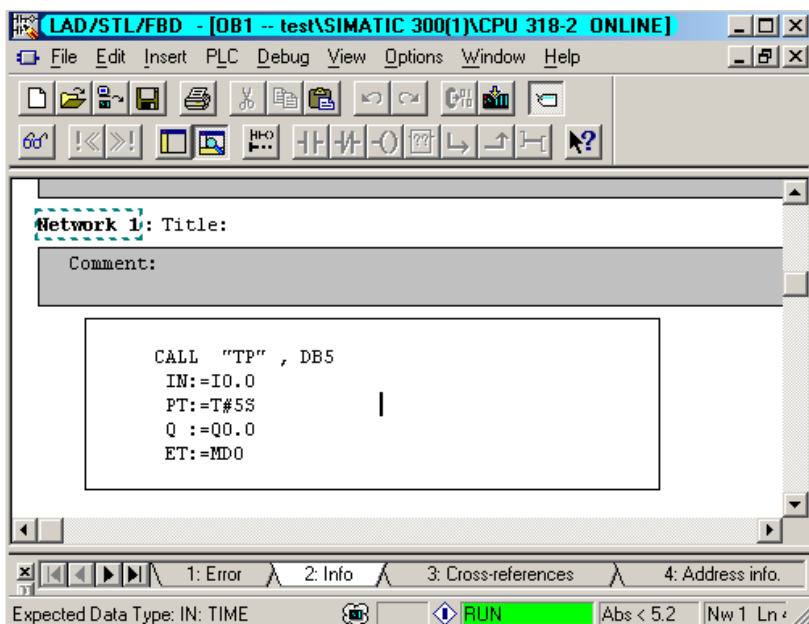 LAD/STL/FBD - [OB1 -- test\SIMATIC 300(1)\CPU 318-2 ONLINE]
File Edit Insert PLC Debug View Options Window Help
Network 1: Title:
Comment:
CALL "TP" , DB5
IN:=I0.0
PT:=T#5S
Q :=Q0.0
ET:=MD0
1: Error 2: Info 3: Cross-references 4: Address info.
Expected Data Type: IN: TIME RUN Abs < 5.2 Nw 1 Ln